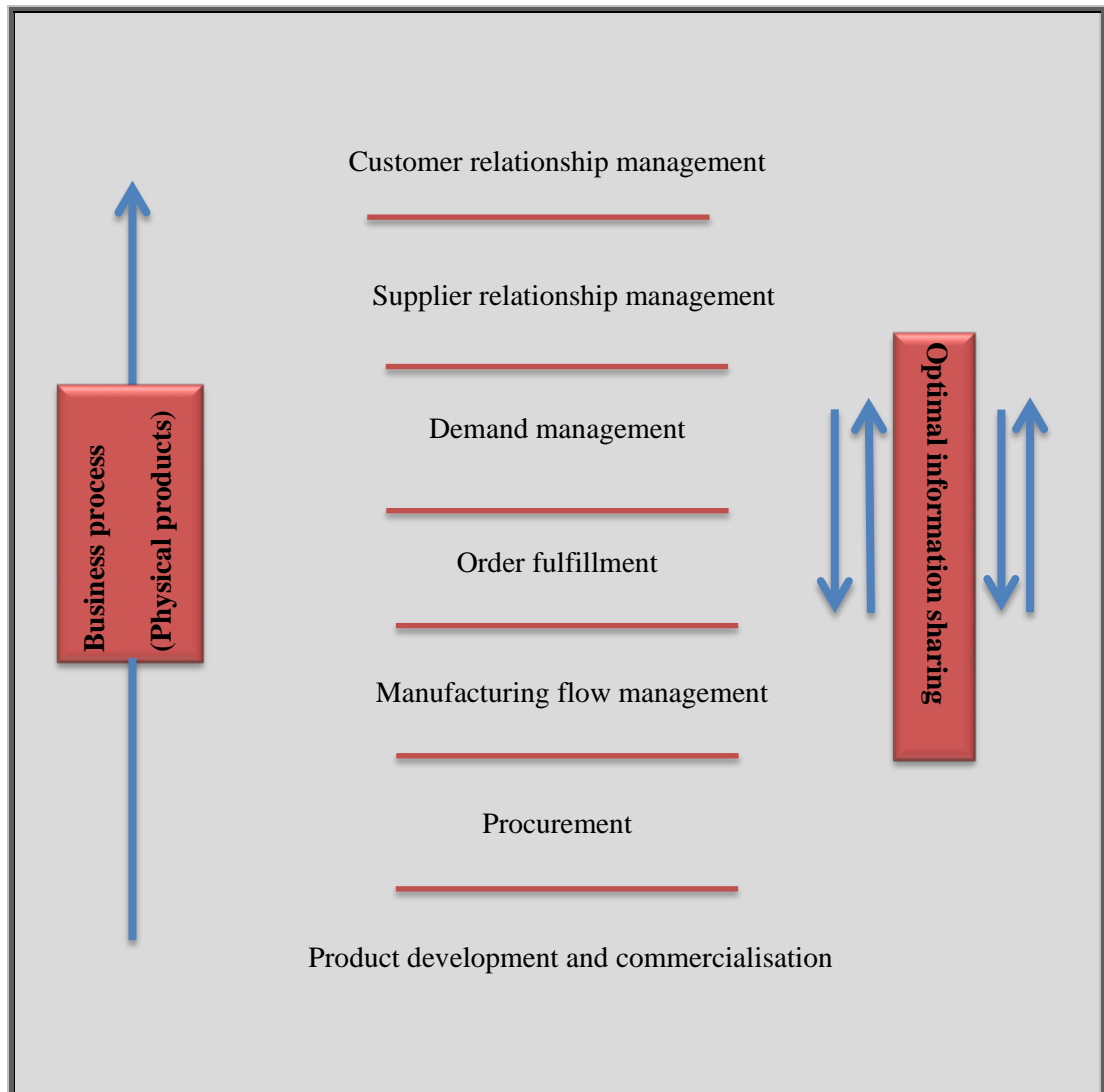 Customer relationship management
Supplier relationship management
Demand management
Order fulfillment
Manufacturing flow management
Procurement
Product development and commercialisation
Business process
(Physical products)
Optimal information sharing